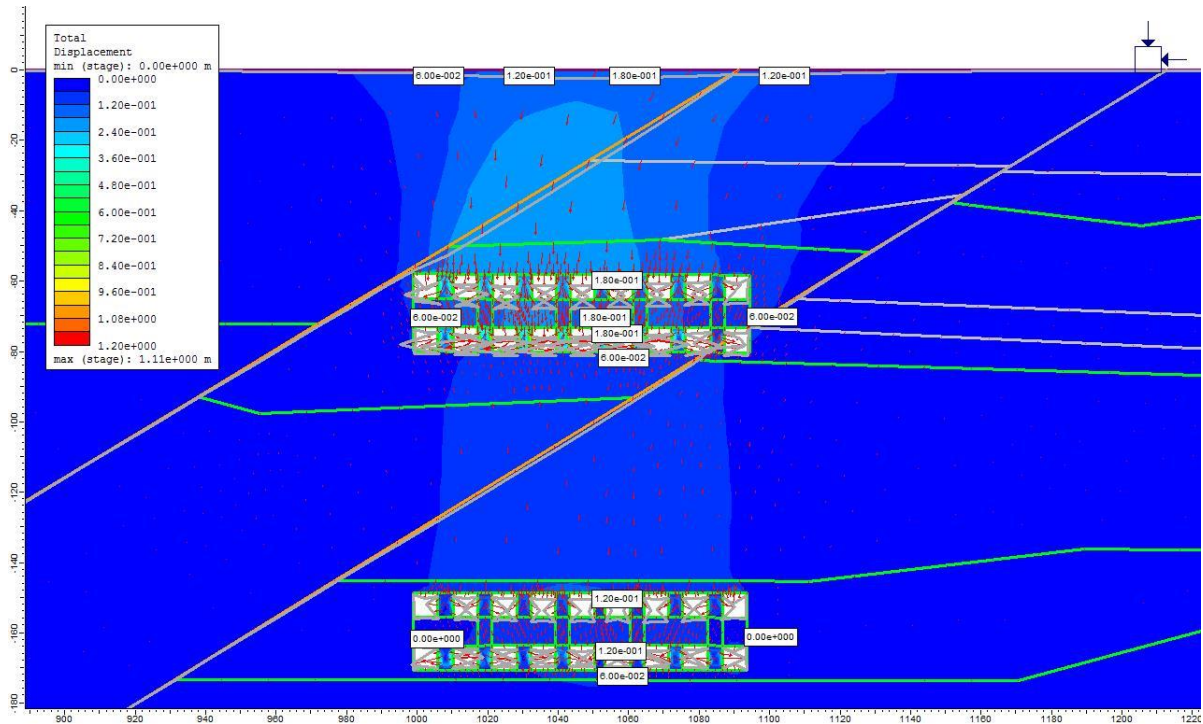 Total
Displacement
min (stage): 0.00e+000 m
0.00e+000
1.20e-001
2.40e-001
3.60e-001
4.80e-001
6.00e-001
7.20e-001
8.40e-001
9.60e-001
1.08e+000
1.20e+000
max (stage): 1.11e+000 m
6.00e-002 1.20e-001 1.80e-001 1.20e-001
1.80e-001
6.00e-002 1.80e-001 6.00e-002
1.80e-001
6.00e-002
1.20e-001
0.00e+000 0.00e+000
1.20e-001
6.00e-002
0
-20
-40
-60
-80
-100
-120
-140
-160
-180
900 920 940 960 980 1000 1020 1040 1060 1080 1100 1120 1140 1160 1180 1200